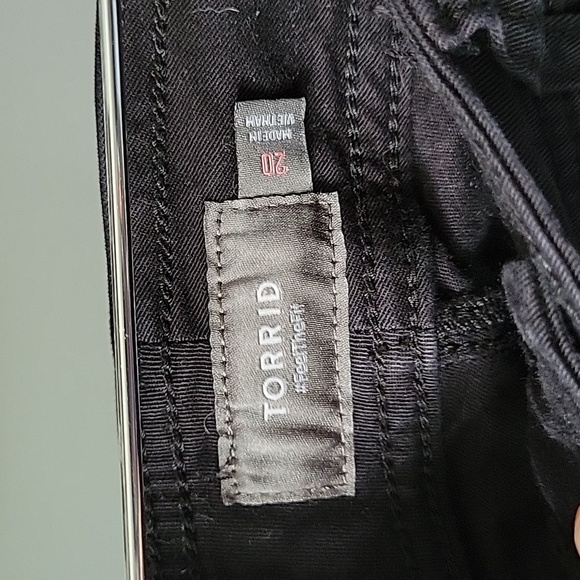 TORRID
#FeelTheFit
20
MADE IN
VIETNAM